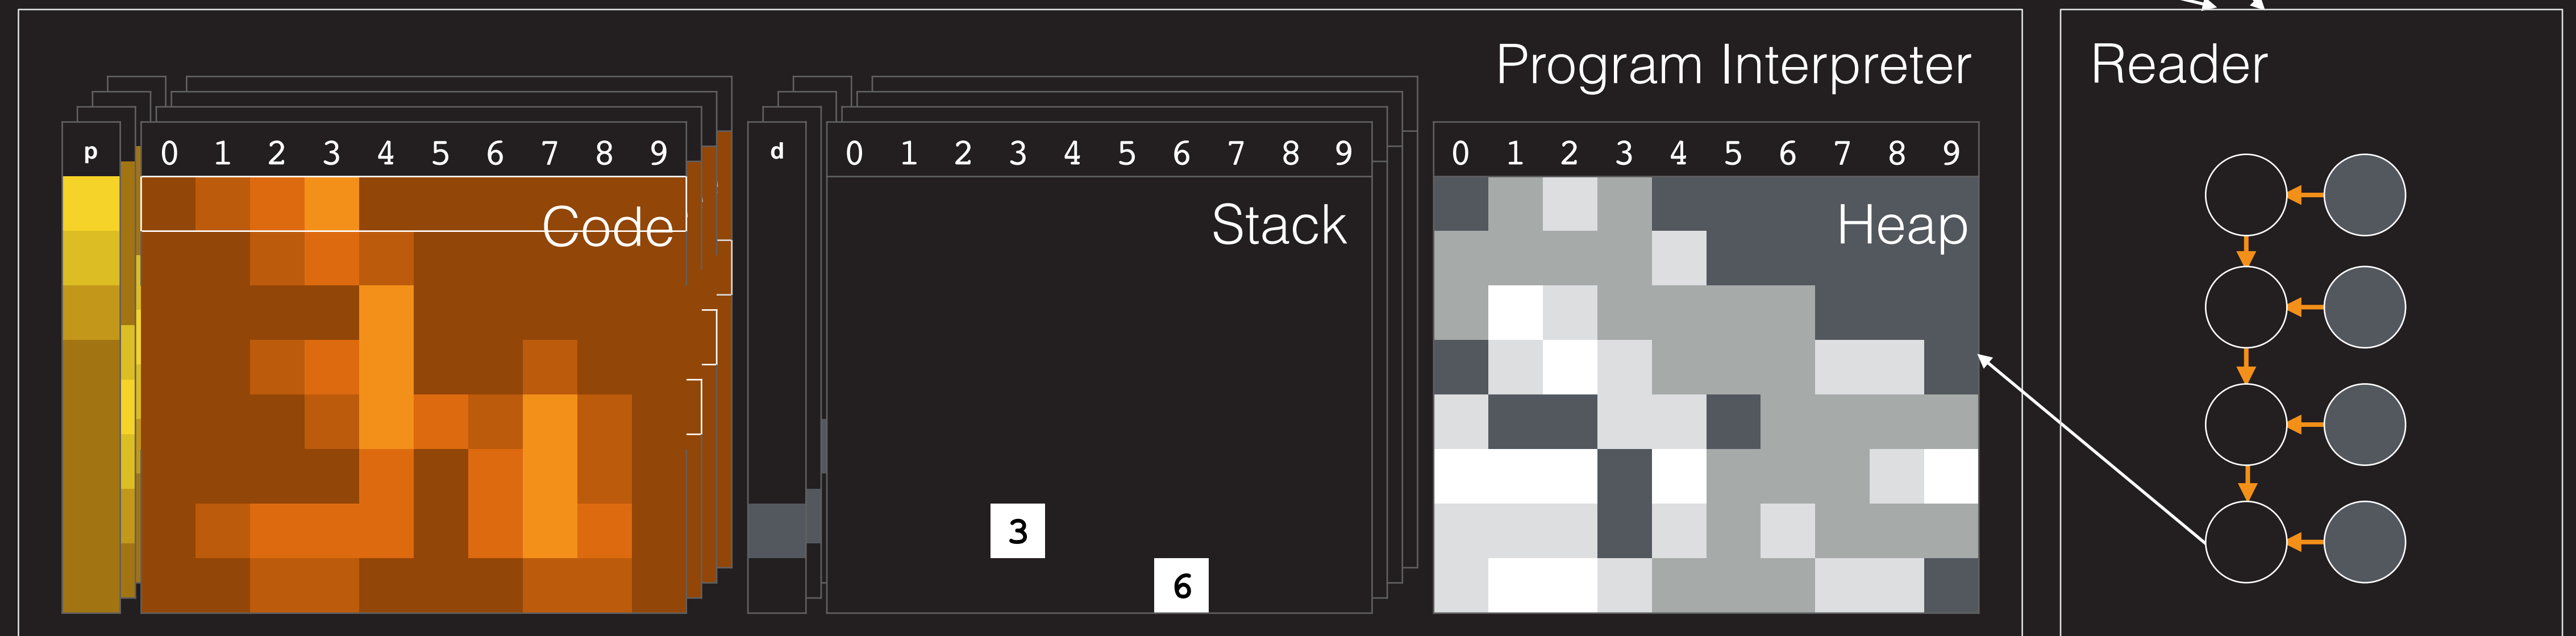 Program Interpreter
Reader
p 0 1 2 3 4 5 6 7 8 9
d 0 1 2 3 4 5 6 7 8 9
0 1 2 3 4 5 6 7 8 9
Code
Stack
Heap
3
6